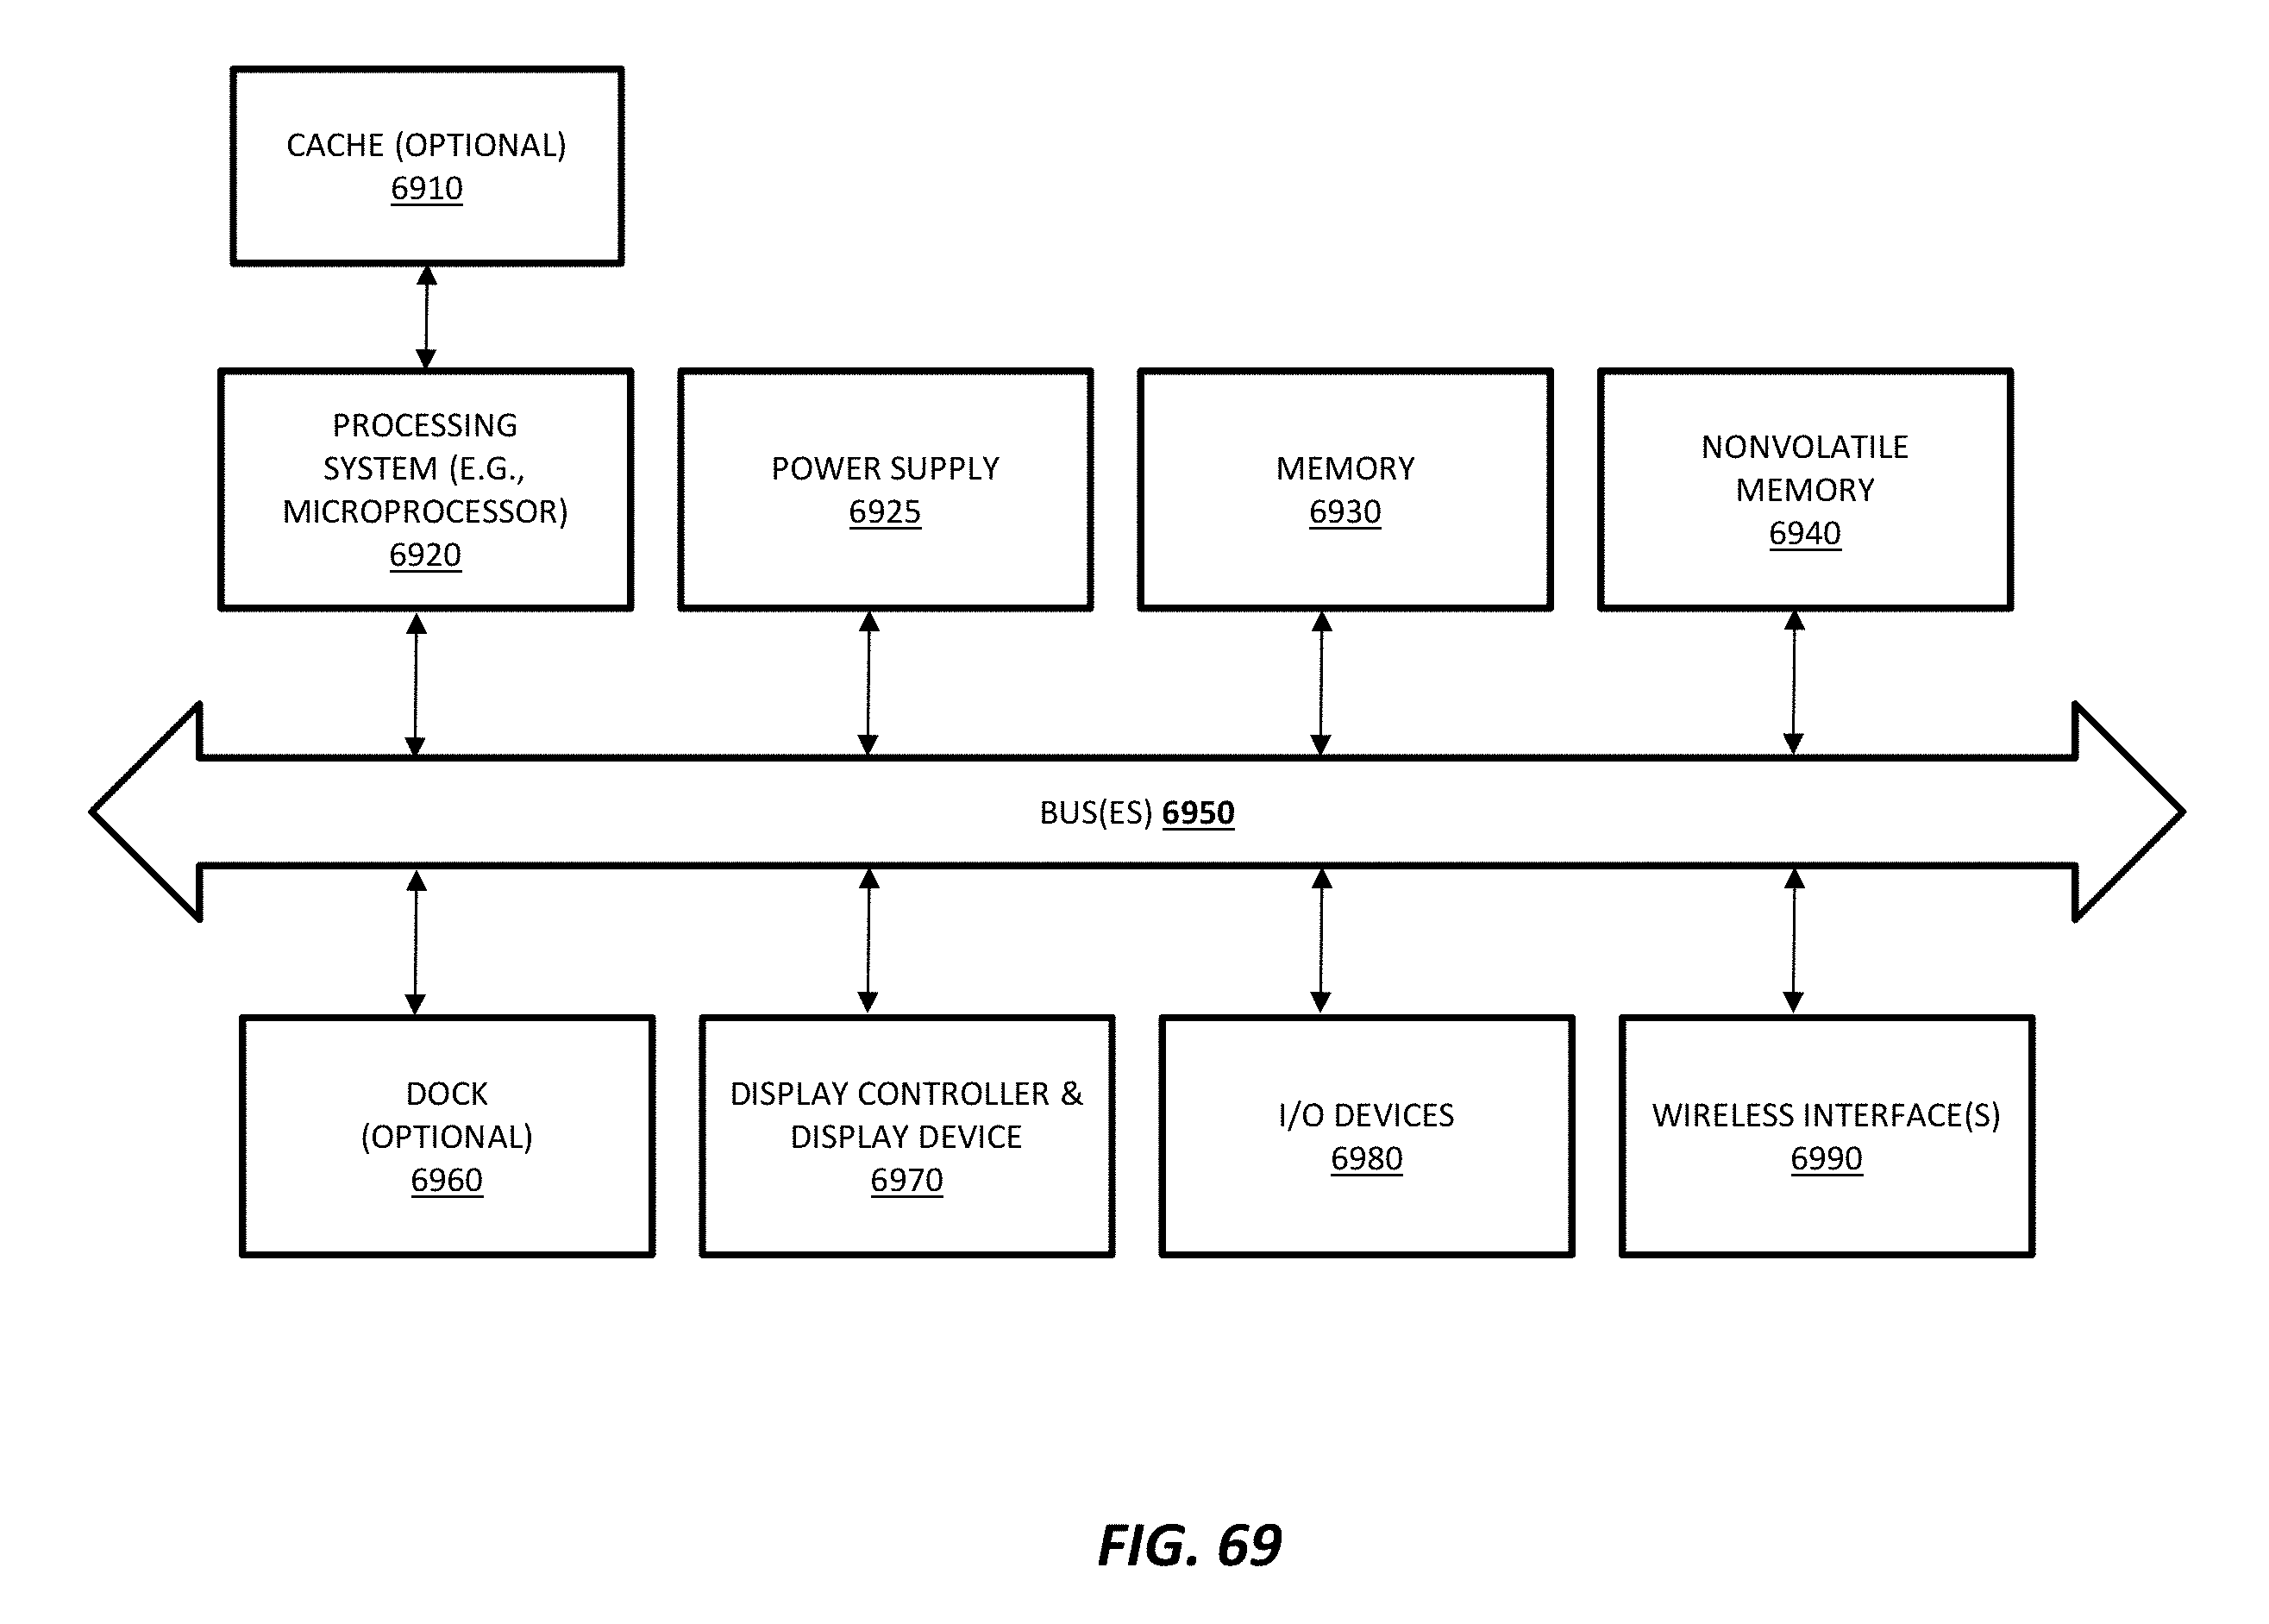 CACHE (OPTIONAL)
6910
PROCESSING
SYSTEM (E.G.,
MICROPROCESSOR)
6920
POWER SUPPLY
6925
MEMORY
6930
NONVOLATILE
MEMORY
6940
BUS(ES) 6950
DOCK
(OPTIONAL)
6960
DISPLAY CONTROLLER &
DISPLAY DEVICE
6970
I/O DEVICES
6980
WIRELESS INTERFACE(S)
6990
FIG. 69